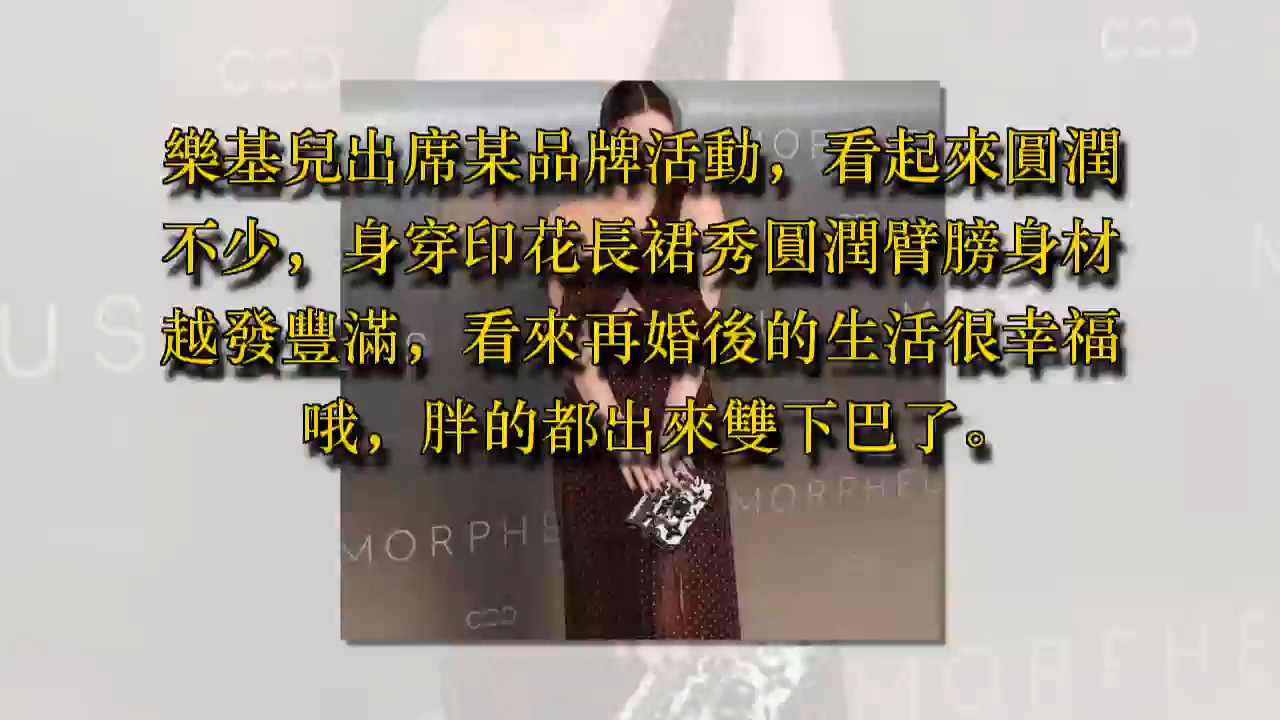 樂基兒出席某品牌活動，看起來圓潤
不少，身穿印花長裙秀圓潤臂膀身材
越發豐滿，看來再婚後的生活很幸福
哦，胖的都出來雙下巴了。
MORPHEU
MORPHE
MORPHE
US